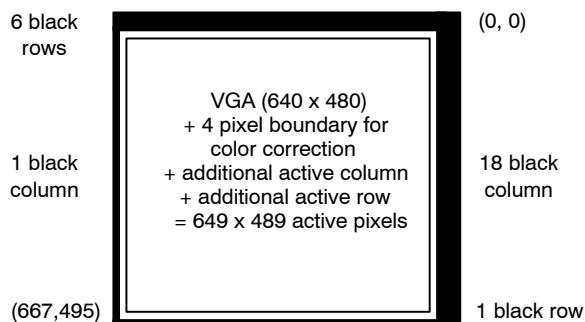 6 black
rows
(0, 0)
VGA (640 x 480)
+ 4 pixel boundary for
color correction
+ additional active column
+ additional active row
= 649 x 489 active pixels
1 black
column
18 black
column
(667,495)
1 black row